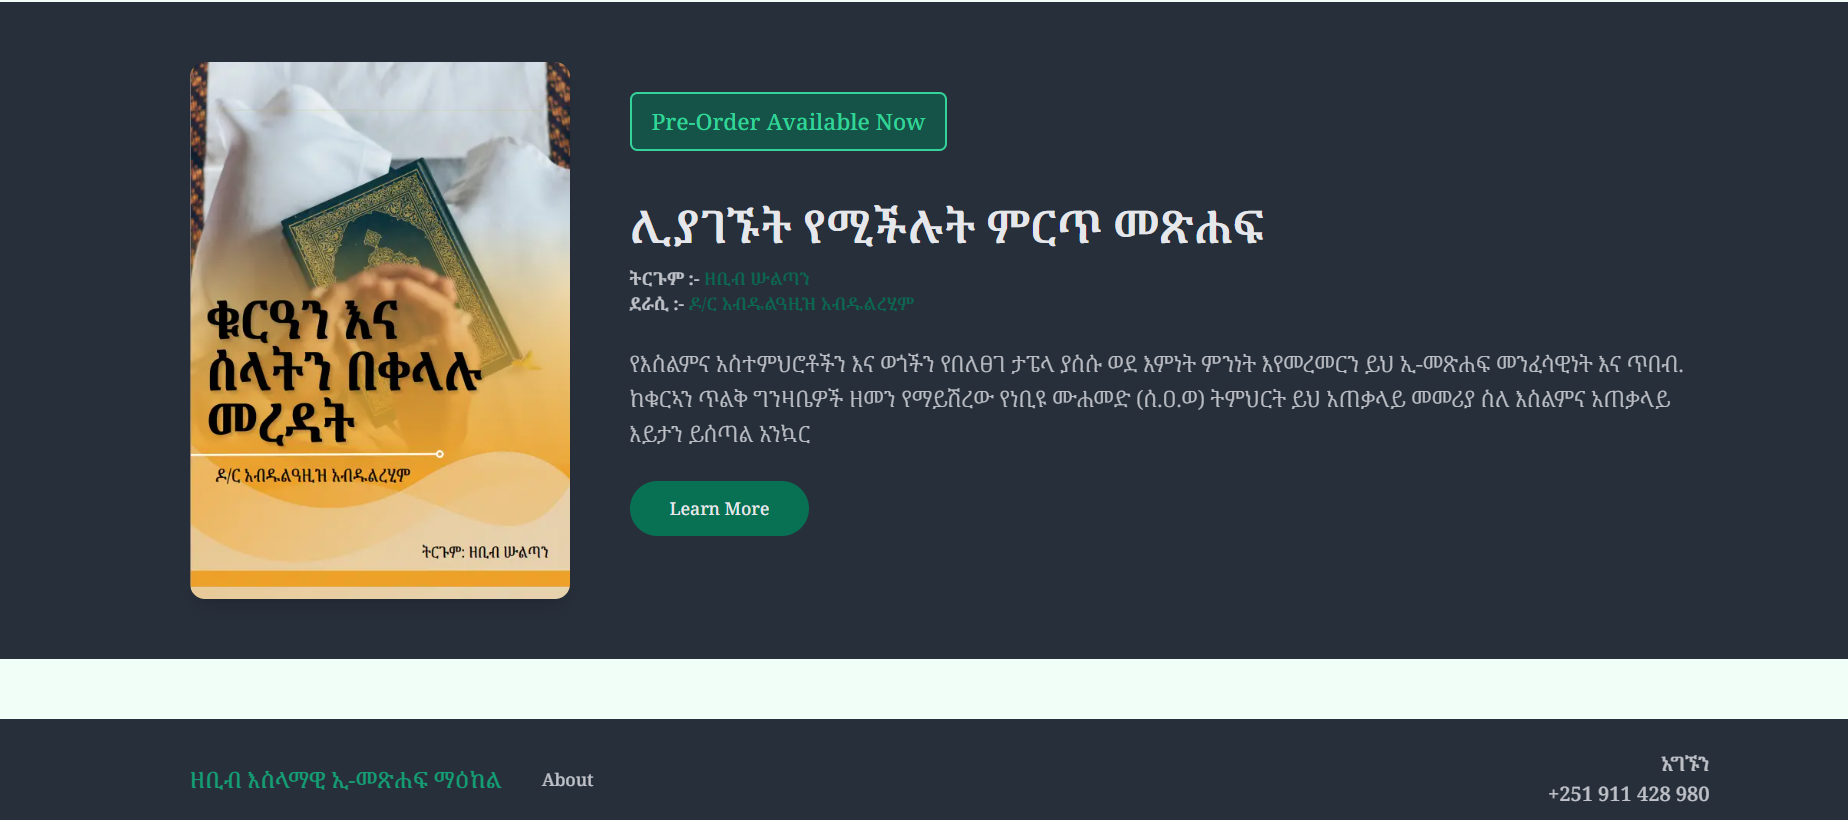 Pre-Order Available Now
ሊያገኙት የሚችሉት ምርጥ መጽሐፍ
ትርጉም :- ዘቢብ ሡልጣን
ደራሲ :- ዶ/ር አብዱልዓዚዝ አብዱልረሂም
የእስልምና አስተምህሮቶችን እና ወጎችን የበለፀገ ታፔላ ያስሱ ወደ እምነት ምንነት እየመረመርን ይህ ኢ-መጽሐፍ መንፈሳዊነት እና ጥበብ.
ከቁርኣን ጥልቅ ግንዛቤዎች ዘመን የማይሽረው የነቢዩ ሙሐመድ (ሰ.ዐ.ወ) ትምህርት ይህ አጠቃላይ መመሪያ ስለ እስልምና አጠቃላይ
እይታን ይሰጣል አንኳር
Learn More
ቁርዓን እና
ሰላትን በቀላሉ
መረዳት
ዶ/ር አብዱልዓዚዝ አብዱልረሂም
ትርጉም: ዘቢብ ሡልጣን
ዘቢብ እስላማዊ ኢ-መጽሐፍ ማዕከል
About
አግኙን
+251 911 428 980